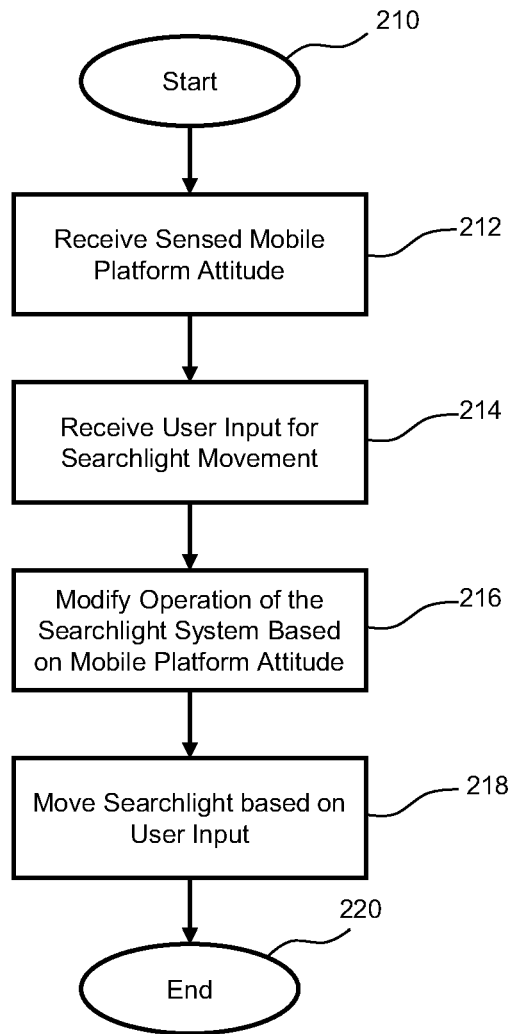 210
Start
Receive Sensed Mobile
Platform Attitude
212
Receive User Input for
Searchlight Movement
214
Modify Operation of the
Searchlight System Based
on Mobile Platform Attitude
216
Move Searchlight based on
User Input
218
220
End